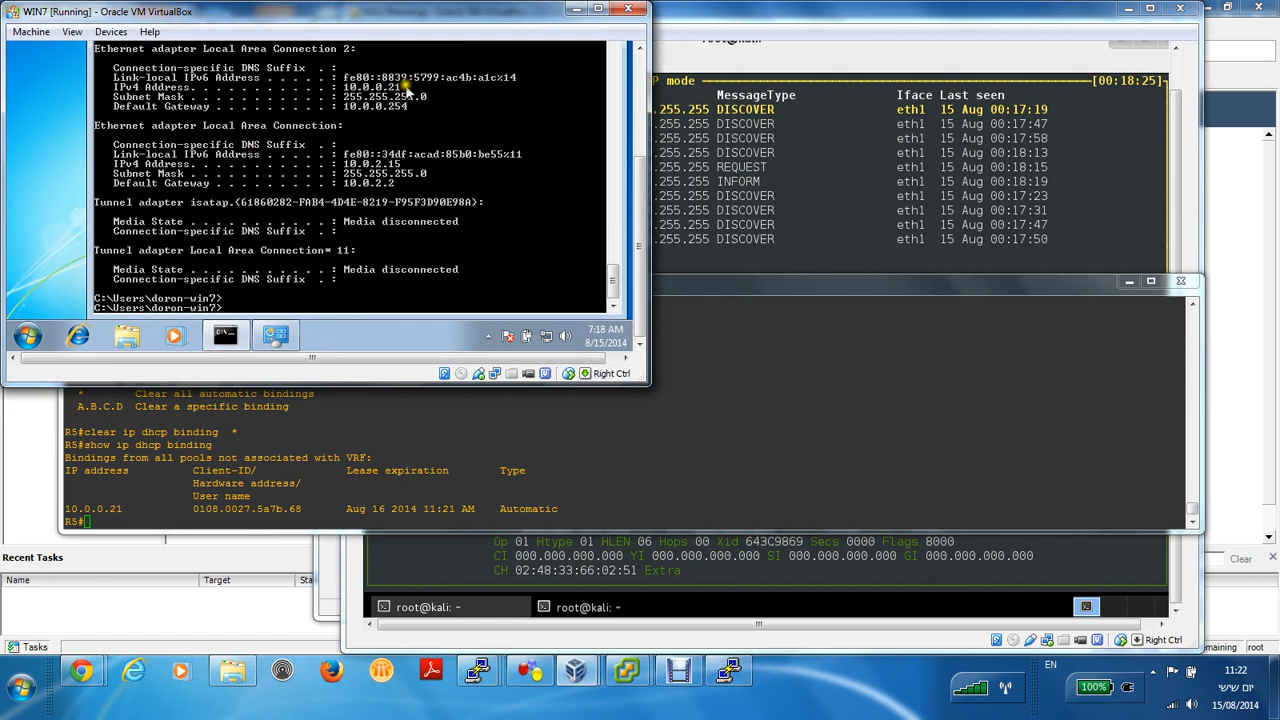 WIN7 [Running] - Oracle VM VirtualBox
Machine View Devices Help
Ethernet adapter Local Area Connection 2:
Connection-specific DNS Suffix . :
Link-local IPv6 Address . . . . . : fe80::8839:5799:ac4b:a1c%14
IPv4 Address. . . . . . . . . . . : 10.0.0.21
Subnet Mask . . . . . . . . . . . : 255.255.255.0
Default Gateway . . . . . . . . . : 10.0.0.254
Ethernet adapter Local Area Connection:
Connection-specific DNS Suffix . :
Link-local IPv6 Address . . . . . : fe80::34df:acad:85b0:be55%11
IPv4 Address. . . . . . . . . . . : 10.0.2.15
Subnet Mask . . . . . . . . . . . : 255.255.255.0
Default Gateway . . . . . . . . . : 10.0.2.2
Tunnel adapter isatap.{61860282-FAB4-4D4E-8219-F95F3D90E98A}:
Media State . . . . . . . . . . . : Media disconnected
Connection-specific DNS Suffix . :
Tunnel adapter Local Area Connection* 11:
Media State . . . . . . . . . . . : Media disconnected
Connection-specific DNS Suffix . :
C:\Users\doron-win7>
C:\Users\doron-win7>
7:18 AM
8/15/2014
Right Ctrl
P mode [00:18:25]
MessageType Iface Last seen
.255.255 DISCOVER eth1 15 Aug 00:17:19
.255.255 DISCOVER eth1 15 Aug 00:17:47
.255.255 DISCOVER eth1 15 Aug 00:17:58
.255.255 DISCOVER eth1 15 Aug 00:18:13
.255.255 REQUEST eth1 15 Aug 00:18:15
.255.255 INFORM eth1 15 Aug 00:18:19
.255.255 DISCOVER eth1 15 Aug 00:17:23
.255.255 DISCOVER eth1 15 Aug 00:17:31
.255.255 DISCOVER eth1 15 Aug 00:17:47
.255.255 DISCOVER eth1 15 Aug 00:17:50
* Clear all automatic bindings
A.B.C.D Clear a specific binding
R5#clear ip dhcp binding *
R5#show ip dhcp binding
Bindings from all pools not associated with VRF:
IP address Client-ID/ Lease expiration Type
Hardware address/
User name
10.0.0.21 0108.0027.5a7b.68 Aug 16 2014 11:21 AM Automatic
R5#
Op 01 Htype 01 HLEN 06 Hops 00 Xid 643C9869 Secs 0000 Flags 8000
CI 000.000.000.000 YI 000.000.000.000 SI 000.000.000.000 GI 000.000.000.000
CH 02:48:33:66:02:51 Extra
root@kali: ~ root@kali: ~
Right Ctrl
Recent Tasks
Clear
Name Target Sta
Tasks
root
EN
100%
11:22
יום שישי
15/08/2014